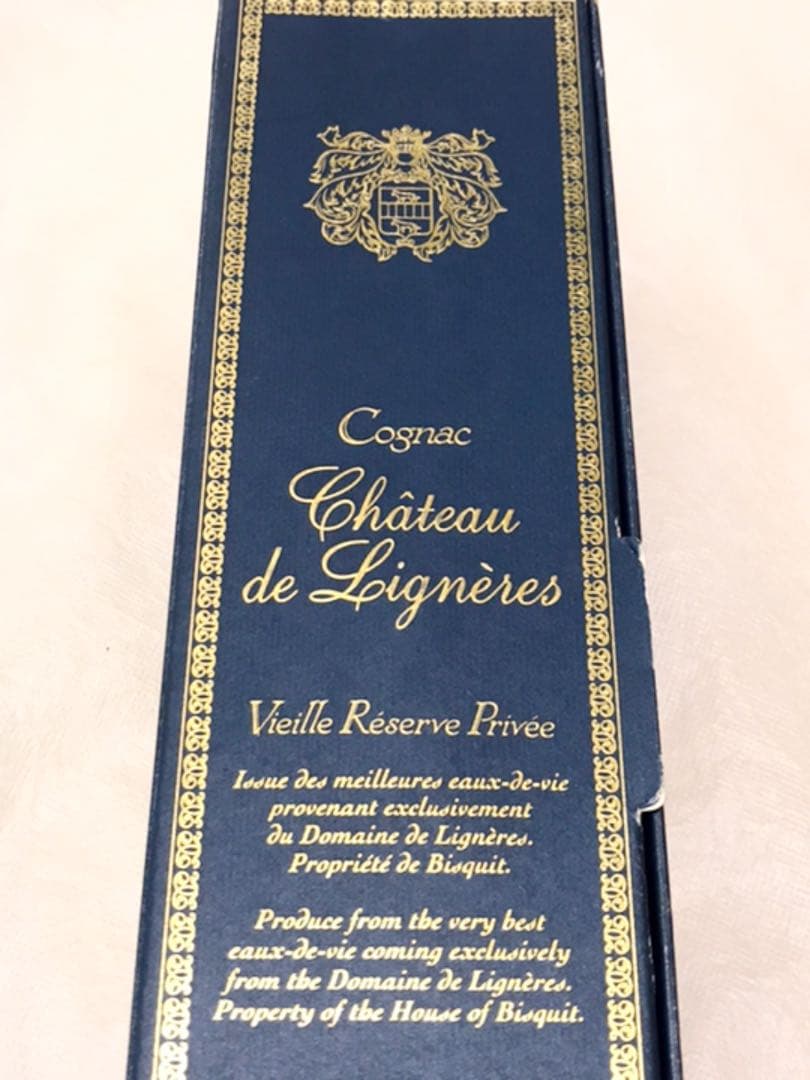 Cognac
Château
de Lignères
Vieille Réserve Privée
Issue des meilleures eaux-de-vie
provenant exclusivement
du Domaine de Lignères.
Propriété de Bisquit.
Produce from the very best
eaux-de-vie coming exclusively
from the Domaine de Lignères.
Property of the House of Bisquit.